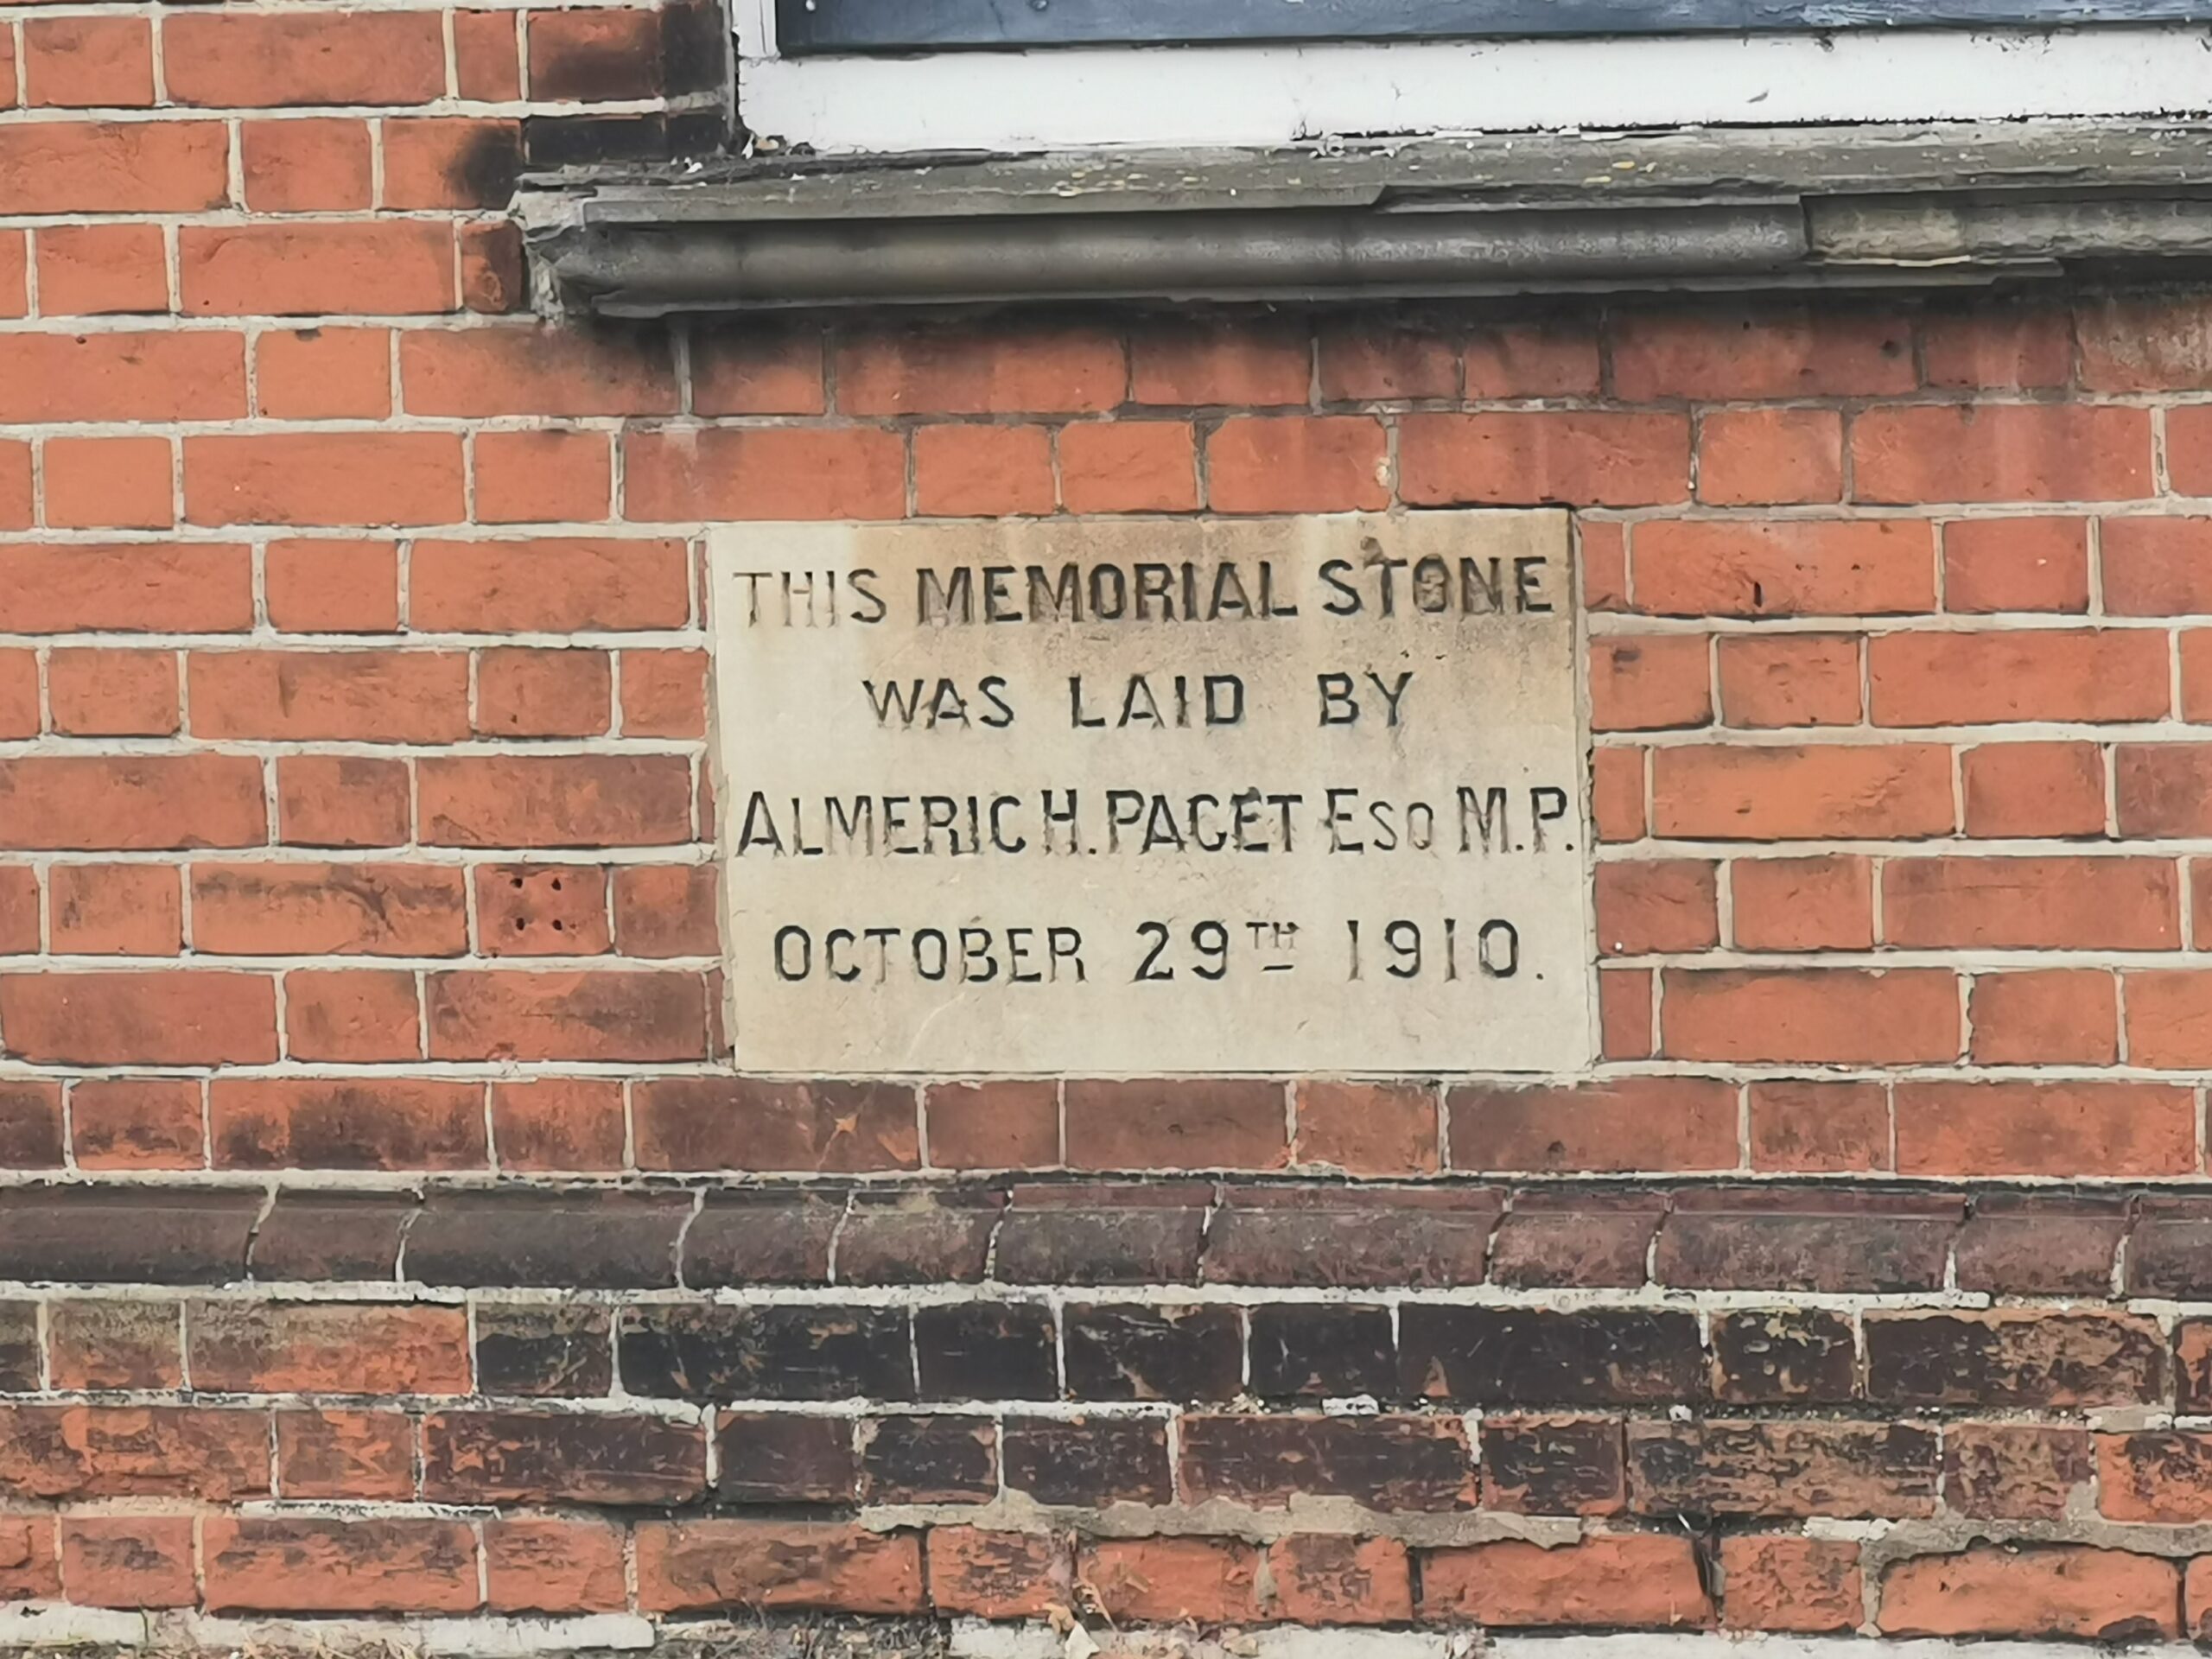 THIS MEMORIAL STONE
WAS LAID BY
ALMERIC H. PAGET ESQ M.P.
OCTOBER 29TH 1910.